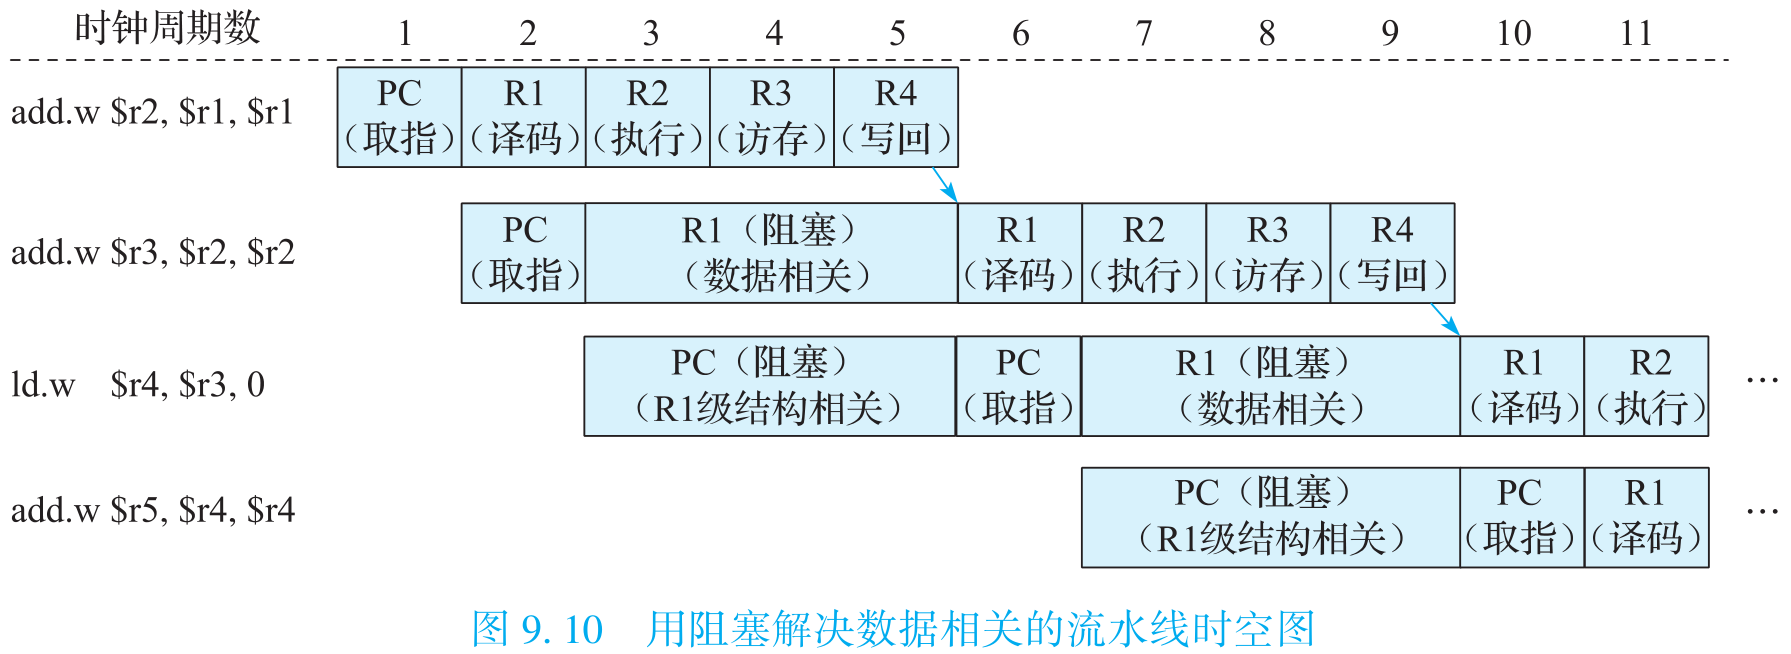 时钟周期数 1 2 3 4 5 6 7 8 9 10 11
add.w $r2, $r1, $r1
PC R1 R2 R3 R4
（取指） （译码） （执行） （访存） （写回）
add.w $r3, $r2, $r2
PC R1（阻塞） R1 R2 R3 R4
（取指） （数据相关） （译码） （执行） （访存） （写回）
ld.w $r4, $r3, 0
PC（阻塞） PC R1（阻塞） R1 R2
（R1级结构相关） （取指） （数据相关） （译码） （执行） …
add.w $r5, $r4, $r4
PC（阻塞） PC R1
（R1级结构相关） （取指） （译码） …
图 9. 10 用阻塞解决数据相关的流水线时空图